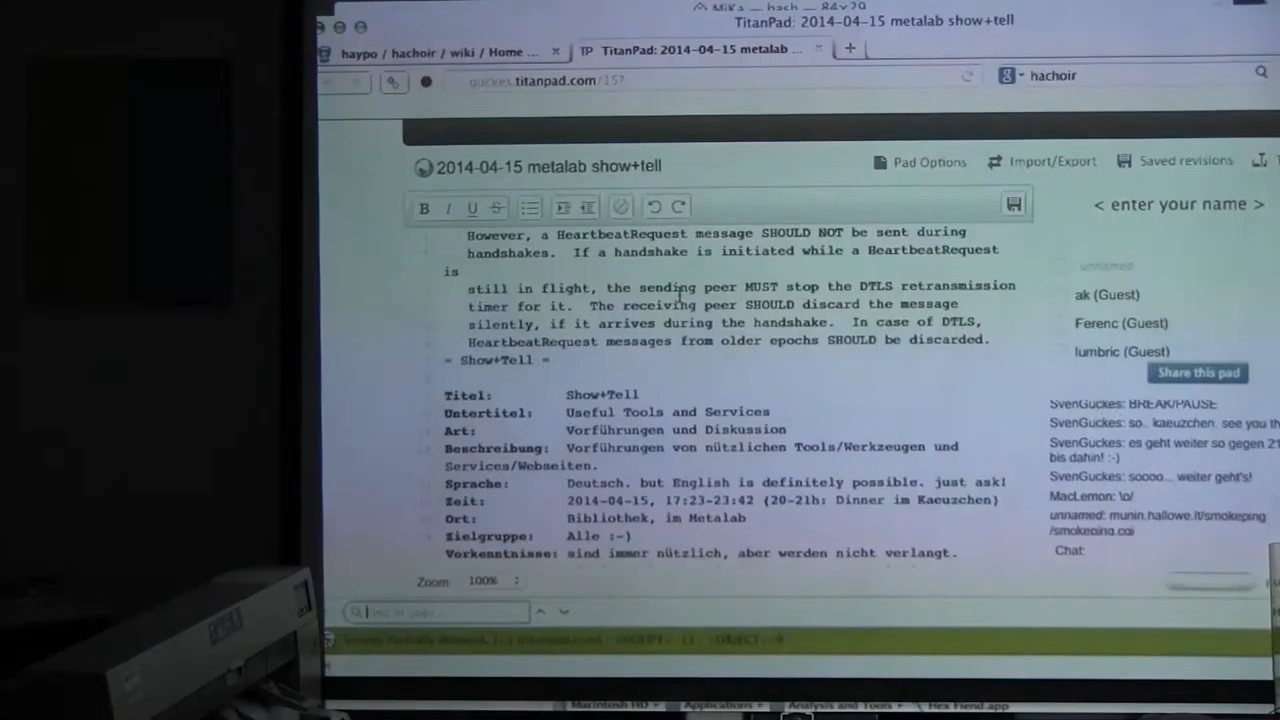 TitanPad: 2014-04-15 metalab show+tell
haypo / hachoir / wiki / Home ...
TP TitanPad: 2014-04-15 metalab ...
titanpad.com/15?
hachoir
2014-04-15 metalab show+tell
Pad Options
Import/Export
Saved revisions
B I U S
< enter your name >
However, a HeartbeatRequest message SHOULD NOT be sent during
handshakes. If a handshake is initiated while a HeartbeatRequest
is
still in flight, the sending peer MUST stop the DTLS retransmission
timer for it. The receiving peer SHOULD discard the message
silently, if it arrives during the handshake. In case of DTLS,
HeartbeatRequest messages from older epochs SHOULD be discarded.
= Show+Tell =
Titel: Show+Tell
Untertitel: Useful Tools and Services
Art: Vorführungen und Diskussion
Beschreibung: Vorführungen von nützlichen Tools/Werkzeugen und
Services/Webseiten.
Sprache: Deutsch. but English is definitely possible. just ask!
Zeit: 2014-04-15, 17:23-23:42 (20-21h: Dinner im Kaeuzchen)
Ort: Bibliothek, im Metalab
Zielgruppe: Alle :-)
Vorkenntnisse: sind immer nützlich, aber werden nicht verlangt.
unnamed
ak (Guest)
Ferenc (Guest)
lumbric (Guest)
Share this pad
SvenGuckes: BREAK/PAUSE
SvenGuckes: so.. kaeuzchen. see you
SvenGuckes: es geht weiter so gegen 21
bis dahin! :-)
SvenGuckes: soooo... weiter geht's!
MacLemon: \o/
unnamed: munin.hallowe.lt/smokeping
/smokeping.cgi
Chat:
Zoom 100%
Macintosh HD
Applications
Analysis and Tools
Hex Fiend.app